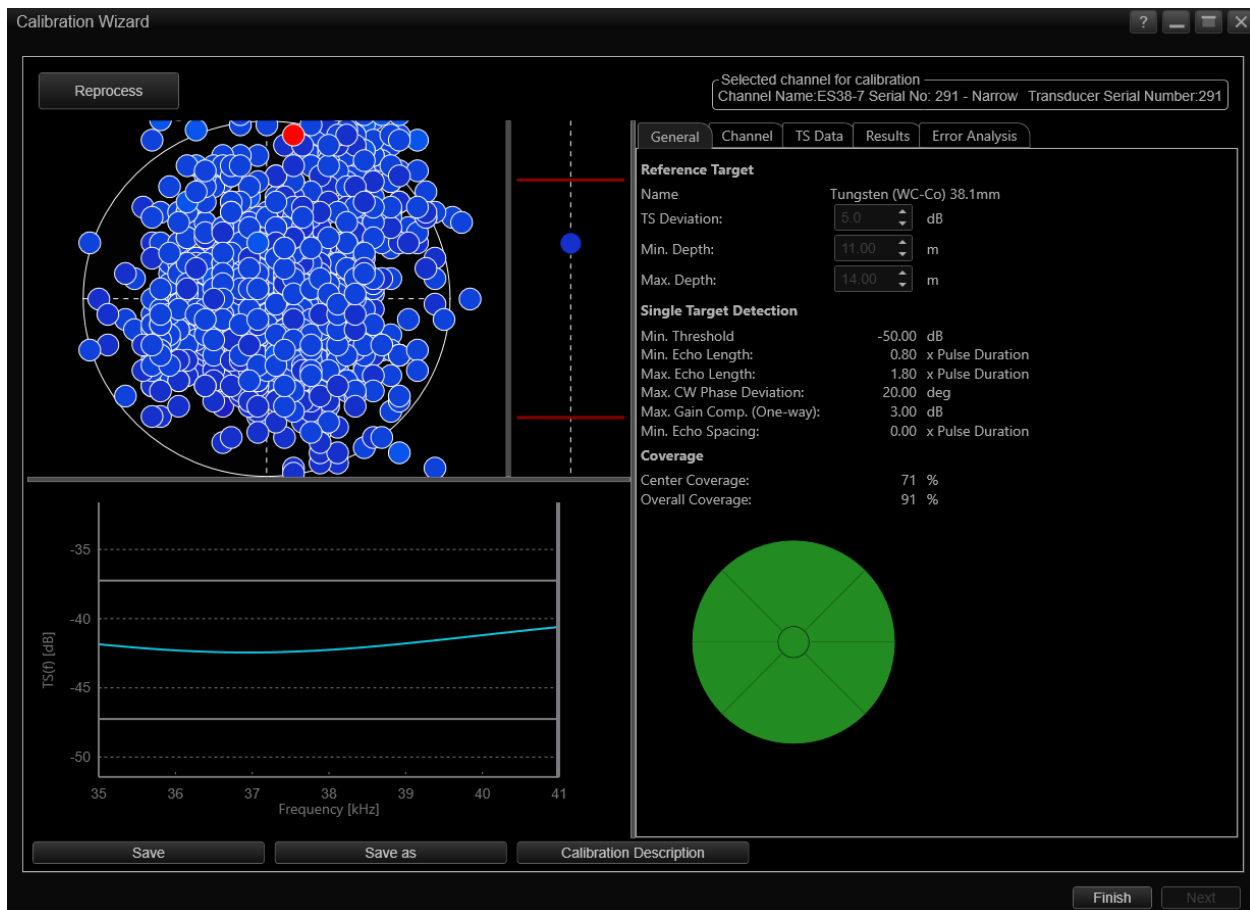 Calibration Wizard
?
Reprocess
Selected channel for calibration
Channel Name:ES38-7 Serial No: 291 - Narrow Transducer Serial Number:291
General Channel TS Data Results Error Analysis
Reference Target
Name Tungsten (WC-Co) 38.1mm
TS Deviation: 5.0 dB
Min. Depth: 11.00 m
Max. Depth: 14.00 m
Single Target Detection
Min. Threshold -50.00 dB
Min. Echo Length: 0.80 x Pulse Duration
Max. Echo Length: 1.80 x Pulse Duration
Max. CW Phase Deviation: 20.00 deg
Max. Gain Comp. (One-way): 3.00 dB
Min. Echo Spacing: 0.00 x Pulse Duration
Coverage
Center Coverage: 71 %
Overall Coverage: 91 %
TS(f) [dB]
-35
-40
-45
-50
35 36 37 38 39 40 41
Frequency [kHz]
Save Save as Calibration Description
Finish Next